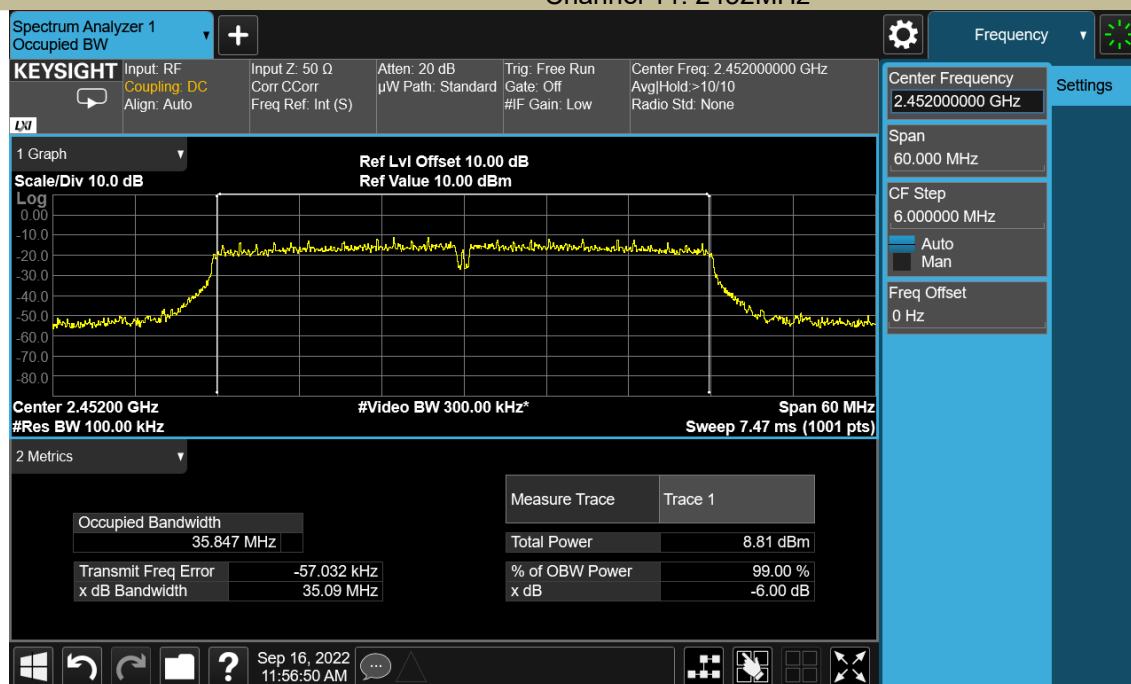 Spectrum Analyzer 1
Occupied BW
Frequency
KEYSIGHT
Input: RF
Coupling: DC
Align: Auto
Input Z: 50 Ω
Corr CCorr
Freq Ref: Int (S)
Atten: 20 dB
µW Path: Standard
Trig: Free Run
Gate: Off
#IF Gain: Low
Center Freq: 2.452000000 GHz
Avg|Hold:>10/10
Radio Std: None
LXI
Center Frequency
2.452000000 GHz
Settings
Span
60.000 MHz
CF Step
6.000000 MHz
Auto
Man
Freq Offset
0 Hz
1 Graph
Scale/Div 10.0 dB
Ref Lvl Offset 10.00 dB
Ref Value 10.00 dBm
Log
0.00
-10.0
-20.0
-30.0
-40.0
-50.0
-60.0
-70.0
-80.0
Center 2.45200 GHz
#Video BW 300.00 kHz*
Span 60 MHz
#Res BW 100.00 kHz
Sweep 7.47 ms (1001 pts)
2 Metrics
Measure Trace
Trace 1
Occupied Bandwidth
35.847 MHz
Total Power
8.81 dBm
Transmit Freq Error
-57.032 kHz
% of OBW Power
99.00 %
x dB Bandwidth
35.09 MHz
x dB
-6.00 dB
?
Sep 16, 2022
11:56:50 AM